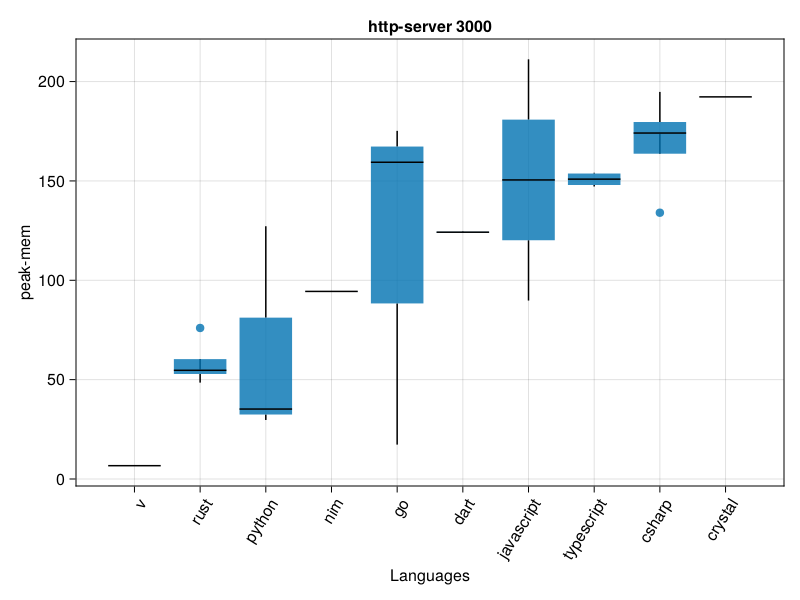 http-server 3000
peak-mem
200
150
100
50
0
v
rust
python
nim
go
dart
javascript
typescript
csharp
crystal
Languages